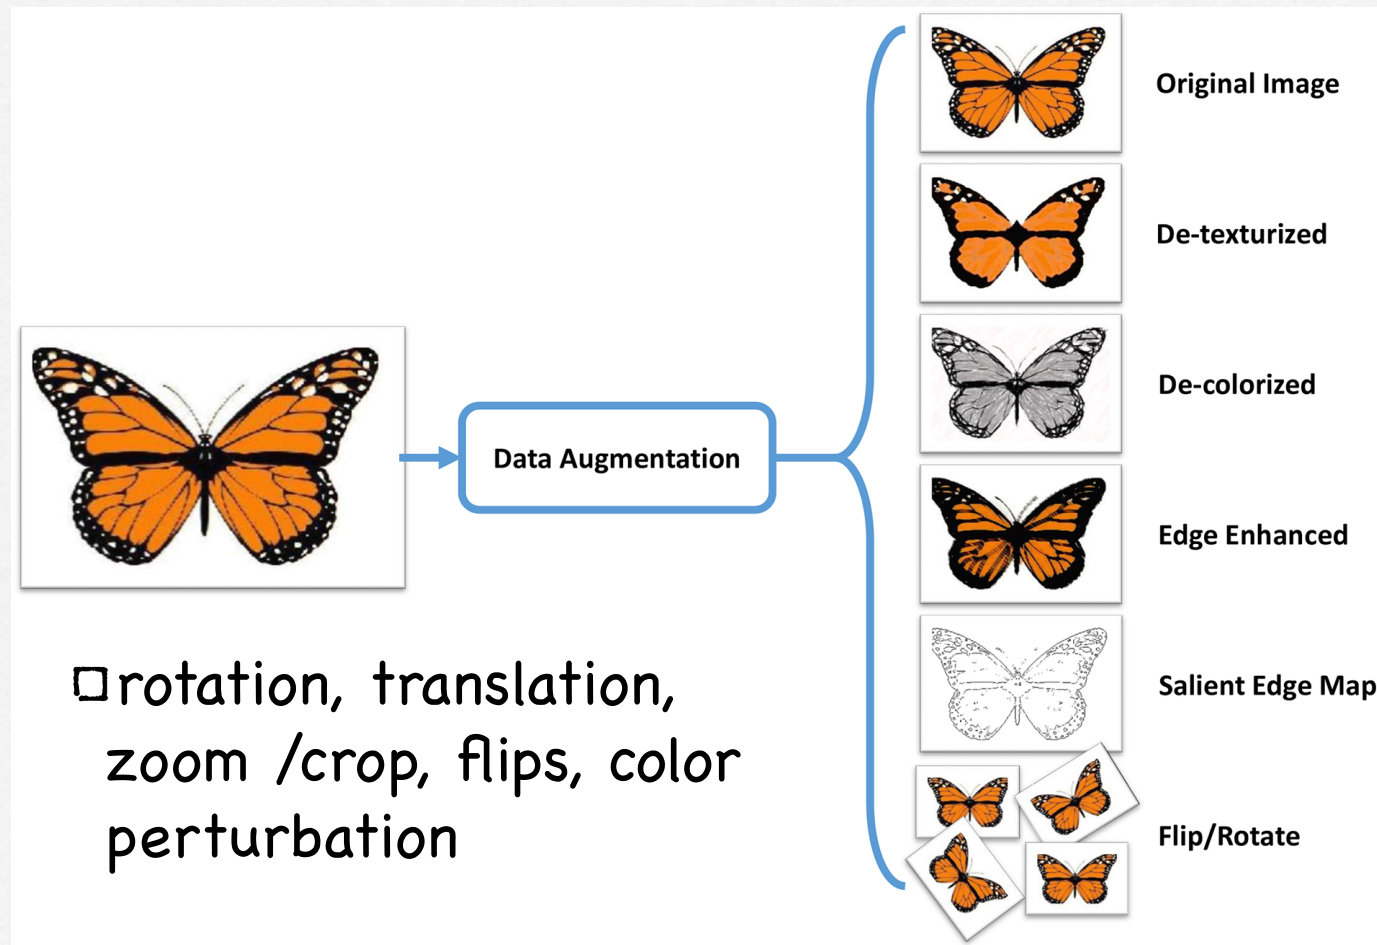 Original Image
De-texturized
De-colorized
Data Augmentation
Edge Enhanced
Salient Edge Map
Flip/Rotate
rotation, translation,
zoom /crop, flips, color
perturbation